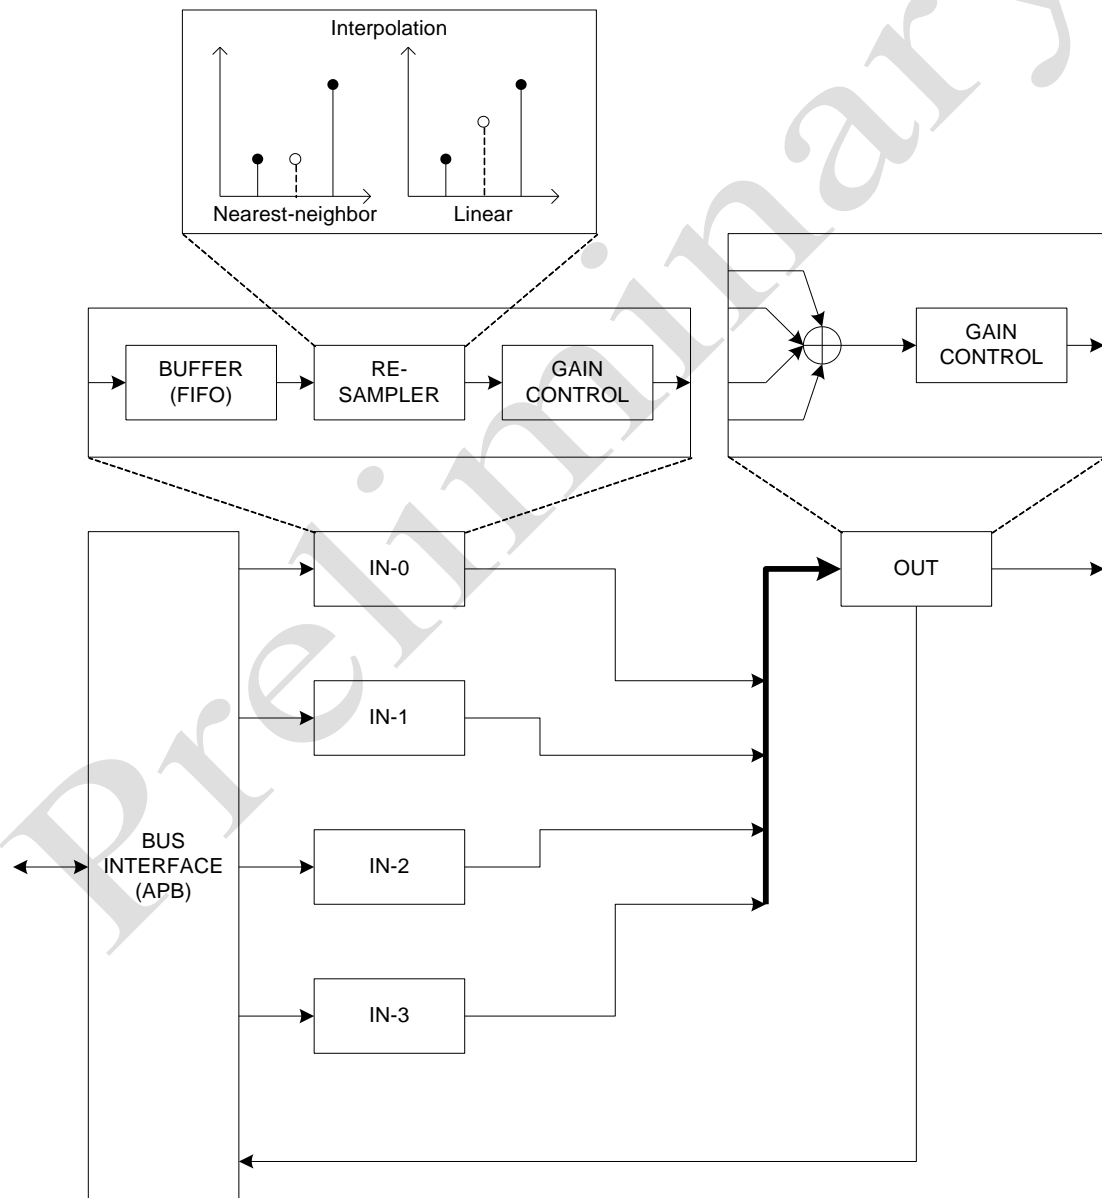 Interpolation
Nearest-neighbor
Linear
BUFFER
(FIFO)
RE-
SAMPLER
GAIN
CONTROL
GAIN
CONTROL
IN-0
OUT
IN-1
BUS
INTERFACE
(APB)
IN-2
IN-3
Preliminary